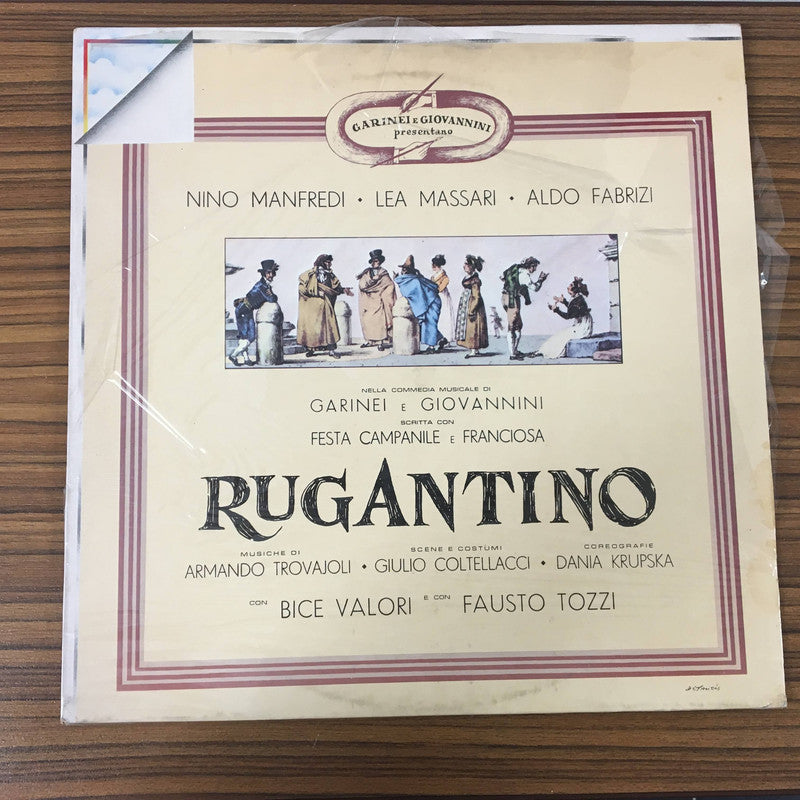 GARINEI E GIOVANNINI
presentano
NINO MANFREDI • LEA MASSARI • ALDO FABRIZI
NELLA COMMEDIA MUSICALE DI
GARINEI E GIOVANNINI
SCRITTA CON
FESTA CAMPANILE E FRANCIOSA
RUGANTINO
MUSICHE DI SCENE E COSTUMI COREOGRAFIE
ARMANDO TROVAJOLI • GIULIO COLTELLACCI • DANIA KRUPSKA
CON BICE VALORI E CON FAUSTO TOZZI